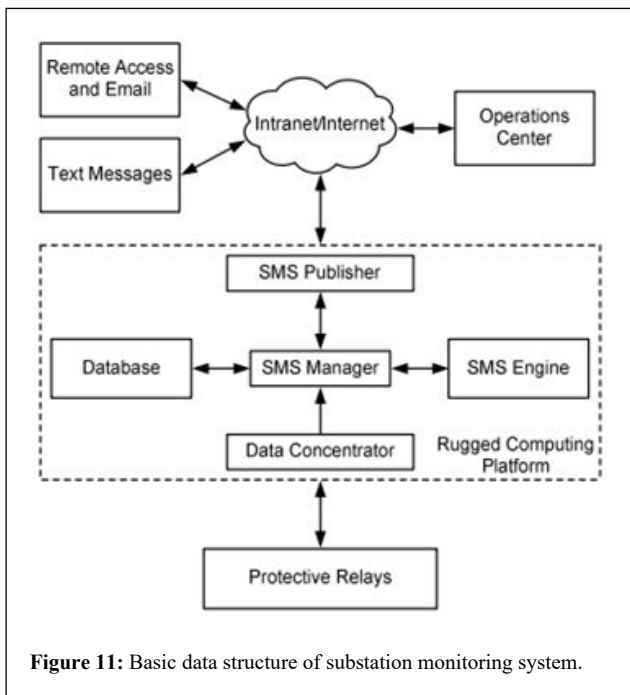 Remote Access
and Email
Intranet/Internet
Operations
Center
Text Messages
SMS Publisher
Database
SMS Manager
SMS Engine
Data Concentrator
Rugged Computing
Platform
Protective Relays
Figure 11: Basic data structure of substation monitoring system.